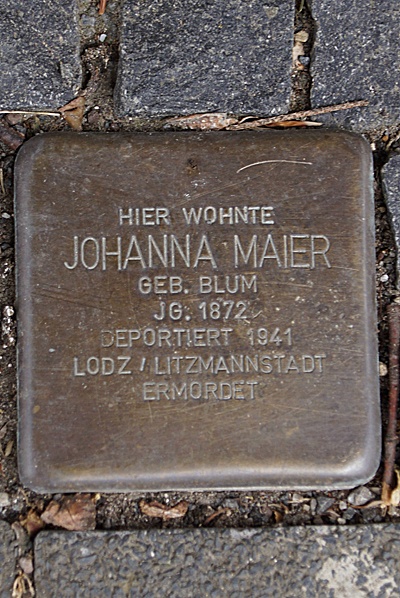 HIER WOHNTE
JOHANNA MAIER
GEB. BLUM
JG. 1872
DEPORTIERT 1941
LODZ / LITZMANNSTADT
ERMORDET